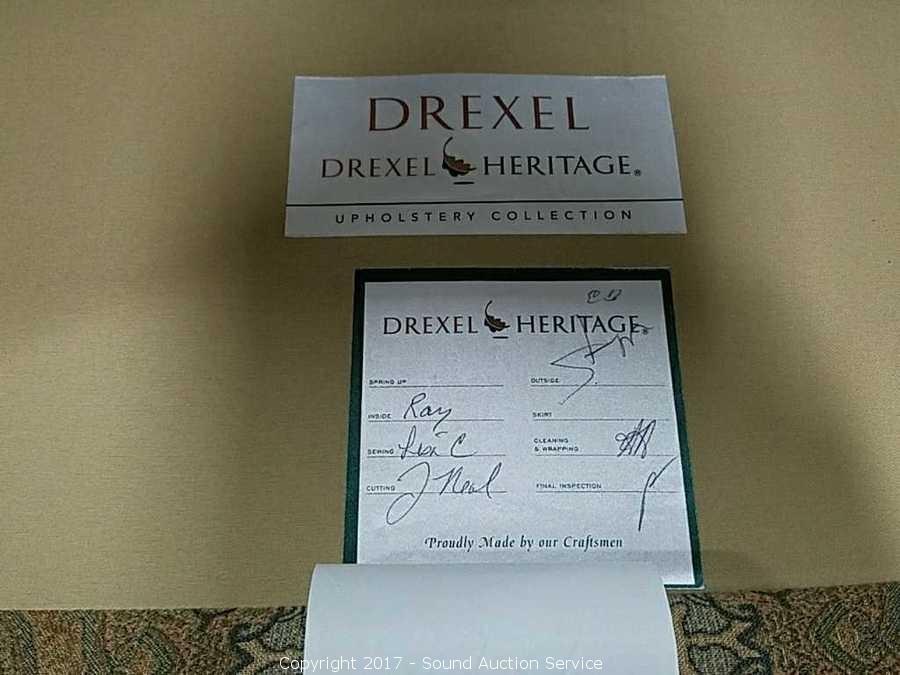 DREXEL
DREXEL HERITAGE®
UPHOLSTERY COLLECTION
DREXEL HERITAGE®
SPRING UP
OUTSIDE
INSIDE Ray
SKIRT
SEWING Lisa C
CLEANING
& WRAPPING
CUTTING J Neal
FINAL INSPECTION
Proudly Made by our Craftsmen
Copyright 2017 - Sound Auction Service